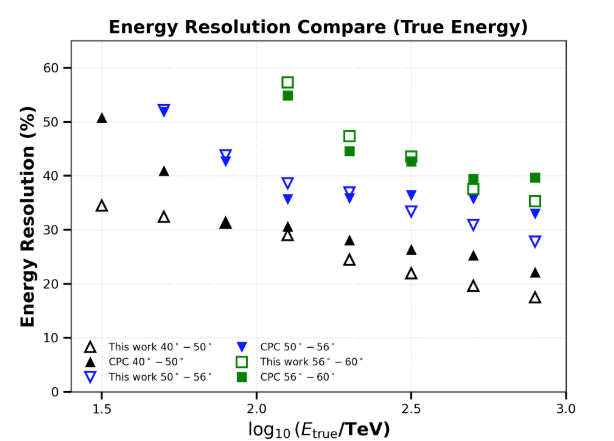 Energy Resolution Compare (True Energy)
Energy Resolution (%)
60
50
40
30
20
10
0
This work 40° − 50°
CPC 40° − 50°
This work 50° − 56°
CPC 50° − 56°
This work 56° − 60°
CPC 56° − 60°
1.5 2.0 2.5 3.0
log₁₀ (E_true/TeV)